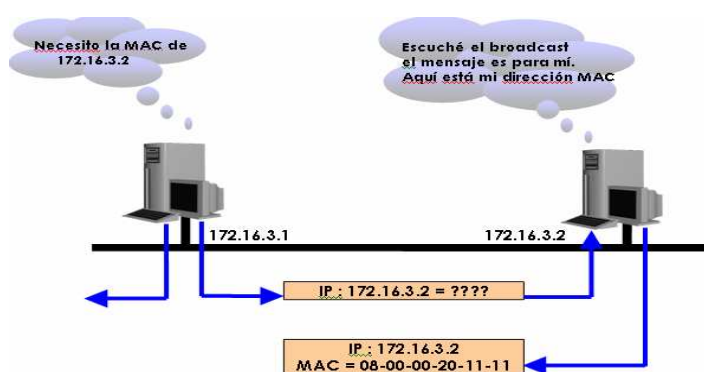 Necesito la MAC de
172.16.3.2
Escuché el broadcast
el mensaje es para mí.
Aquí está mi dirección MAC
172.16.3.1
172.16.3.2
IP : 172.16.3.2 = ????
IP : 172.16.3.2
MAC = 08-00-00-20-11-11